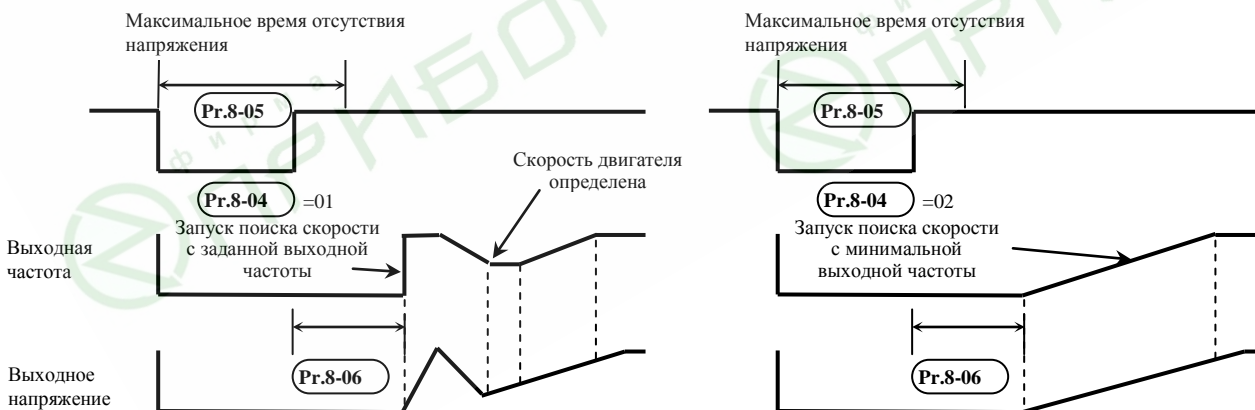 Максимальное время отсутствия
напряжения
Pr.8-05
Pr.8-04 =01
Скорость двигателя
определена
Запуск поиска скорости
с заданной выходной
частоты
Выходная
частота
Pr.8-06
Выходное
напряжение
Максимальное время отсутствия
напряжения
Pr.8-05
Pr.8-04 =02
Запуск поиска скорости
с минимальной
выходной частоты
Pr.8-06
фирма
ПРИБОР